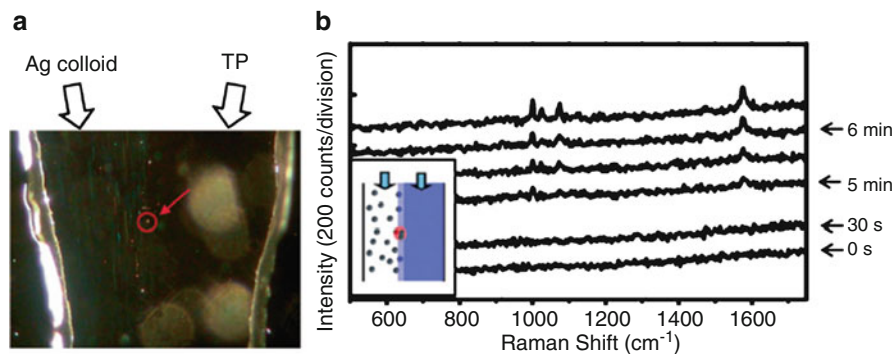 a
Ag colloid
TP
b
Intensity (200 counts/division)
6 min
5 min
30 s
0 s
600 800 1000 1200 1400 1600
Raman Shift (cm⁻¹)